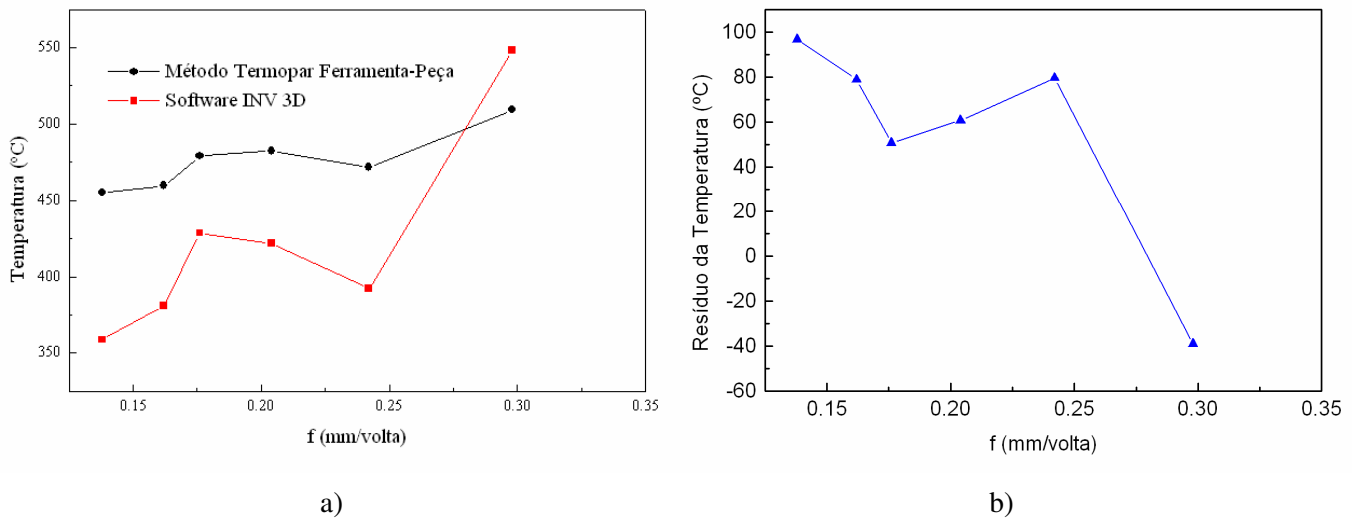 550
500
450
400
350
Temperatura (ºC)
Método Termopar Ferramenta-Peça
Software INV 3D
0.15 0.20 0.25 0.30 0.35
f (mm/volta)
a)
100
80
60
40
20
0
-20
-40
-60
Resíduo da Temperatura (ºC)
0.15 0.20 0.25 0.30 0.35
f (mm/volta)
b)